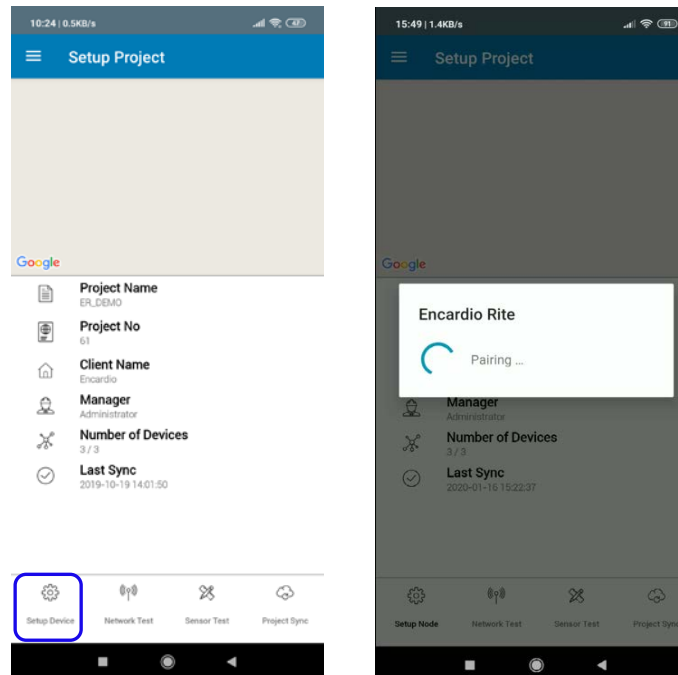 10:24 | 0.5KB/s
47
Setup Project
Google
Project Name
ER_DEMO
Project No
61
Client Name
Encardio
Manager
Administrator
Number of Devices
3 / 3
Last Sync
2019-10-19 14:01:50
Setup Device
Network Test
Sensor Test
Project Sync
15:49 | 1.4KB/s
91
Setup Project
Google
Encardio Rite
Pairing ...
Manager
Administrator
Number of Devices
3 / 3
Last Sync
2020-01-16 15:22:37
Setup Node
Network Test
Sensor Test
Project Sync